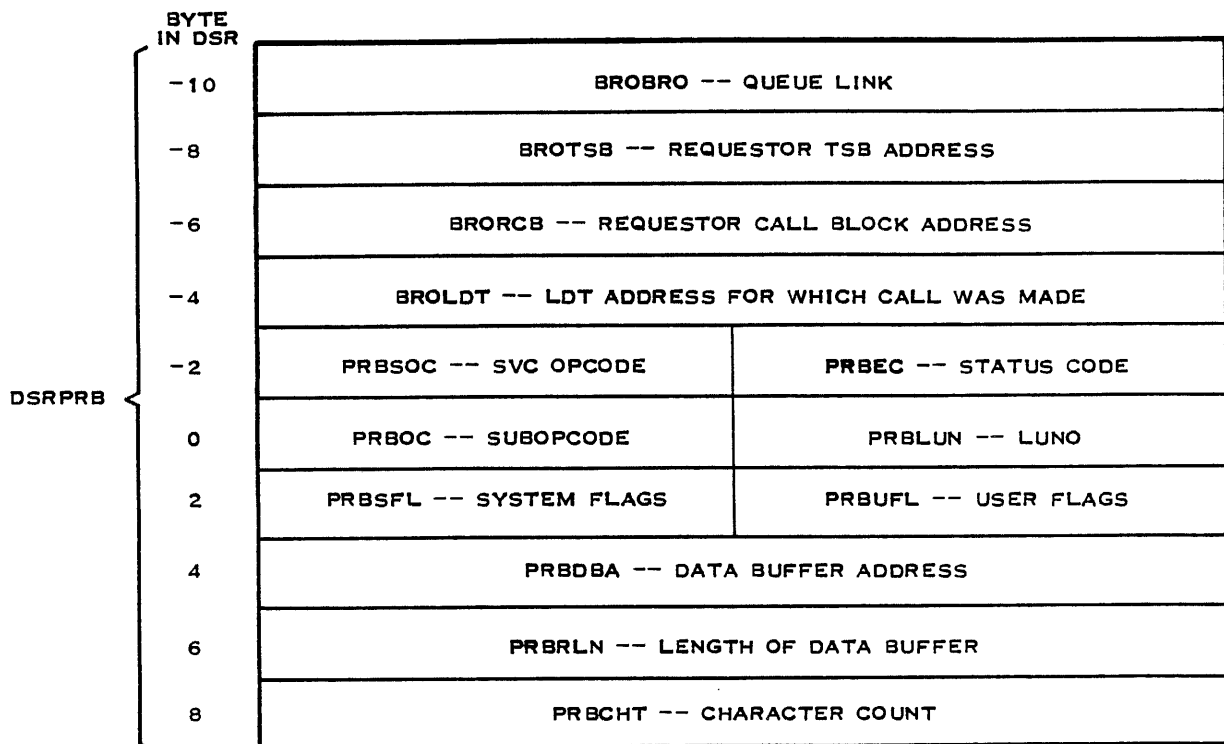 BYTE
IN DSR
-10 BROBRO -- QUEUE LINK
-8 BROTSB -- REQUESTOR TSB ADDRESS
-6 BRORCB -- REQUESTOR CALL BLOCK ADDRESS
-4 BROLDT -- LDT ADDRESS FOR WHICH CALL WAS MADE
-2 PRBSOC -- SVC OPCODE PRBEC -- STATUS CODE
DSRPRB
0 PRBOC -- SUBOPCODE PRBLUN -- LUNO
2 PRBSFL -- SYSTEM FLAGS PRBUFL -- USER FLAGS
4 PRBDBA -- DATA BUFFER ADDRESS
6 PRBRLN -- LENGTH OF DATA BUFFER
8 PRBCHT -- CHARACTER COUNT